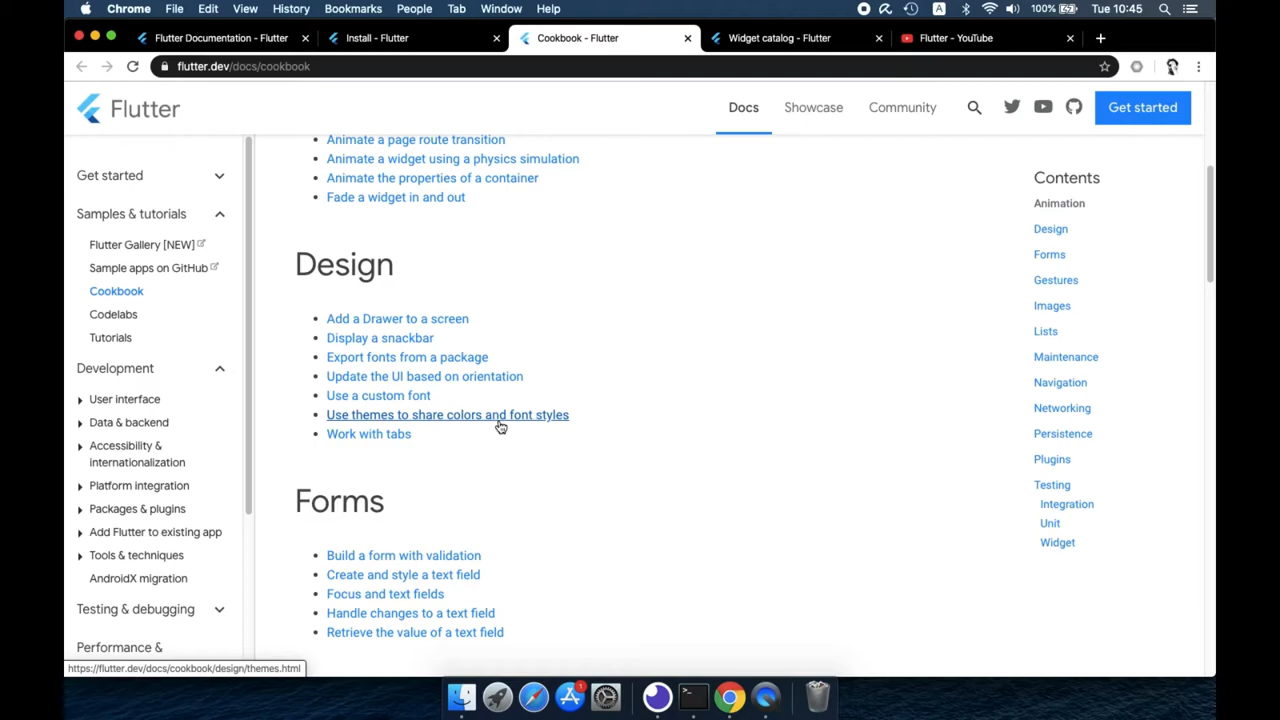 Chrome File Edit View History Bookmarks People Tab Window Help
A
100%
Tue 10:45
Flutter Documentation - Flutter
Install - Flutter
Cookbook - Flutter
Widget catalog - Flutter
Flutter - YouTube
flutter.dev/docs/cookbook
Flutter
Docs
Showcase
Community
Get started
Get started
Samples & tutorials
Flutter Gallery [NEW]
Sample apps on GitHub
Cookbook
Codelabs
Tutorials
Development
User interface
Data & backend
Accessibility &
internationalization
Platform integration
Packages & plugins
Add Flutter to existing app
Tools & techniques
AndroidX migration
Testing & debugging
Performance &
Animate a page route transition
Animate a widget using a physics simulation
Animate the properties of a container
Fade a widget in and out
Design
Add a Drawer to a screen
Display a snackbar
Export fonts from a package
Update the UI based on orientation
Use a custom font
Use themes to share colors and font styles
Work with tabs
Forms
Build a form with validation
Create and style a text field
Focus and text fields
Handle changes to a text field
Retrieve the value of a text field
Contents
Animation
Design
Forms
Gestures
Images
Lists
Maintenance
Navigation
Networking
Persistence
Plugins
Testing
Integration
Unit
Widget
https://flutter.dev/docs/cookbook/design/themes.html
1